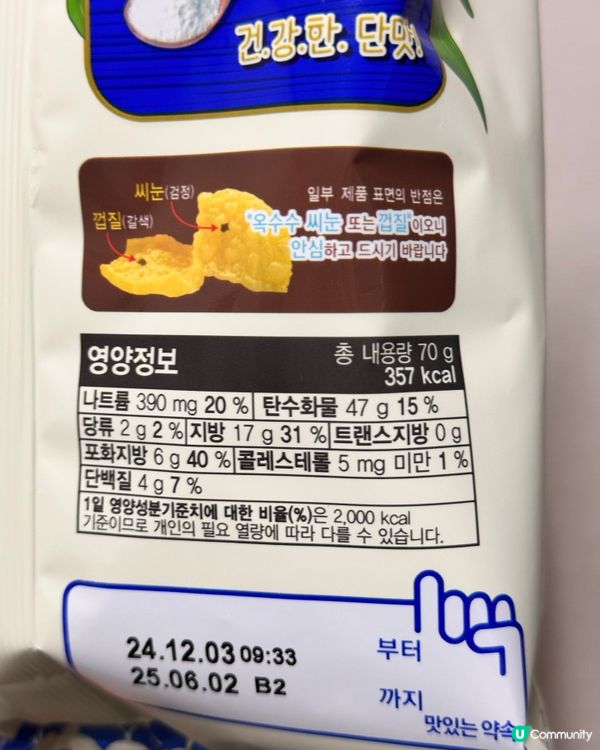 건.강.한. 단맛!
씨눈(검정)
껍질(갈색)
일부 제품 표면의 반점은
"옥수수 씨눈 또는 껍질"이오니
안심하고 드시기 바랍니다
영양정보 총 내용량 70 g
357 kcal
나트륨 390 mg 20 % 탄수화물 47 g 15 %
당류 2 g 2 % 지방 17 g 31 % 트랜스지방 0 g
포화지방 6 g 40 % 콜레스테롤 5 mg 미만 1 %
단백질 4 g 7 %
1일 영양성분기준치에 대한 비율(%)은 2,000 kcal
기준이므로 개인의 필요 열량에 따라 다를 수 있습니다.
24.12.03 09:33 부터
25.06.02 B2 까지
맛있는 약속
U Community